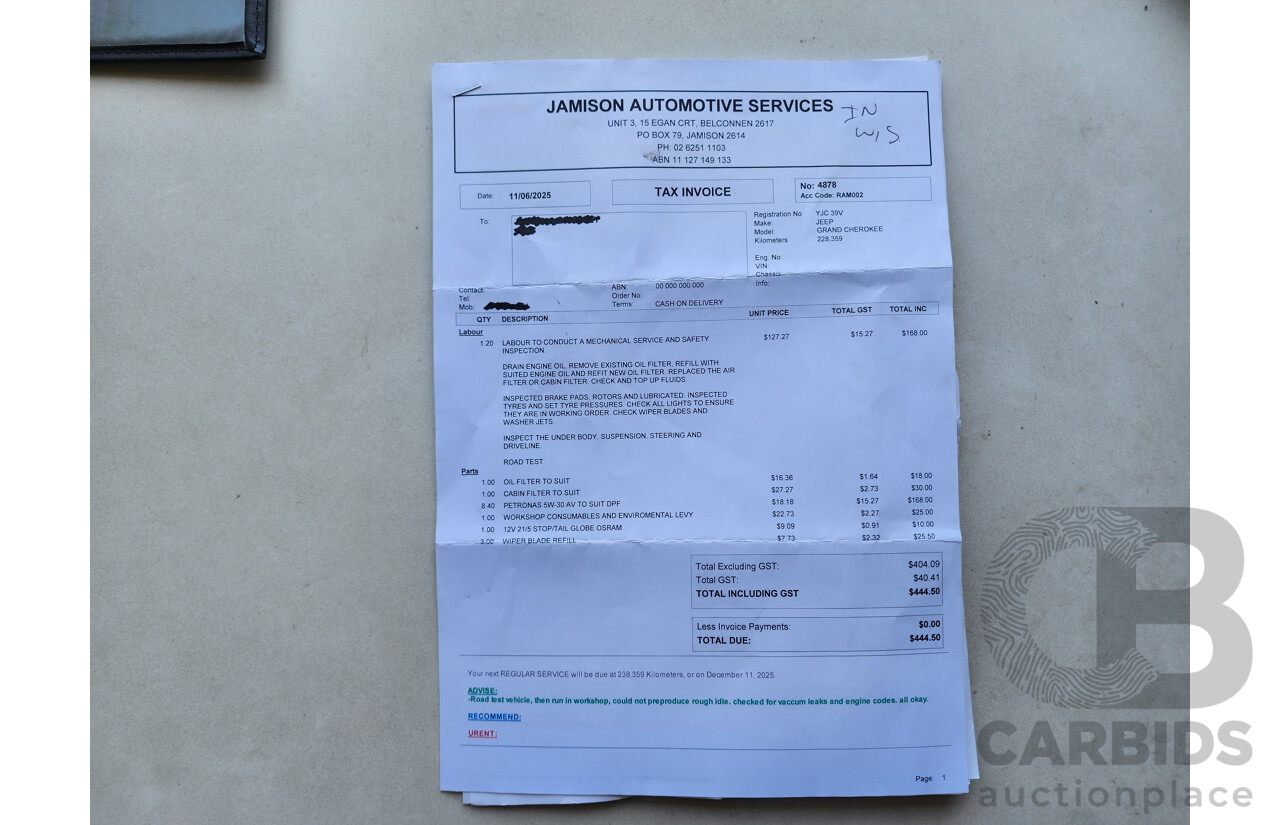 JAMISON AUTOMOTIVE SERVICES
IN
W/S
UNIT 3, 15 EGAN CRT, BELCONNEN 2617
PO BOX 79, JAMISON 2614
PH: 02 6251 1103
ABN 11 127 149 133
Date: 11/06/2025
TAX INVOICE
No: 4878
Acc Code: RAM002
To:
Registration No YJC 39V
Make: JEEP
Model: GRAND CHEROKEE
Kilometers 228,359
Eng. No:
VIN
Chassis
Info:
Contact:
Tel:
Mob:
ABN: 00 000 000 000
Order No:
Terms: CASH ON DELIVERY
QTY DESCRIPTION UNIT PRICE TOTAL GST TOTAL INC
Labour
1.20 LABOUR TO CONDUCT A MECHANICAL SERVICE AND SAFETY $127.27 $15.27 $168.00
INSPECTION
DRAIN ENGINE OIL, REMOVE EXISTING OIL FILTER, REFILL WITH
SUITED ENGINE OIL AND REFIT NEW OIL FILTER. REPLACED THE AIR
FILTER OR CABIN FILTER. CHECK AND TOP UP FLUIDS.
INSPECTED BRAKE PADS, ROTORS AND LUBRICATED. INSPECTED
TYRES AND SET TYRE PRESSURES. CHECK ALL LIGHTS TO ENSURE
THEY ARE IN WORKING ORDER. CHECK WIPER BLADES AND
WASHER JETS.
INSPECT THE UNDER BODY, SUSPENSION, STEERING AND
DRIVELINE.
ROAD TEST
Parts
1.00 OIL FILTER TO SUIT $16.36 $1.64 $18.00
1.00 CABIN FILTER TO SUIT $27.27 $2.73 $30.00
8.40 PETRONAS 5W-30 AV TO SUIT DPF $18.18 $15.27 $168.00
1.00 WORKSHOP CONSUMABLES AND ENVIROMENTAL LEVY $22.73 $2.27 $25.00
1.00 12V 21/5 STOP/TAIL GLOBE OSRAM $9.09 $0.91 $10.00
3.00 WIPER BLADE REFILL $7.73 $2.32 $25.50
Total Excluding GST: $404.09
Total GST: $40.41
TOTAL INCLUDING GST $444.50
Less Invoice Payments: $0.00
TOTAL DUE: $444.50
Your next REGULAR SERVICE will be due at 238,359 Kilometers, or on December 11, 2025
ADVISE:
-Road test vehicle, then run in workshop, could not preproduce rough idle. checked for vaccum leaks and engine codes. all okay.
RECOMMEND:
URENT:
Page: 1
CB
CARBIDS
auctionplace